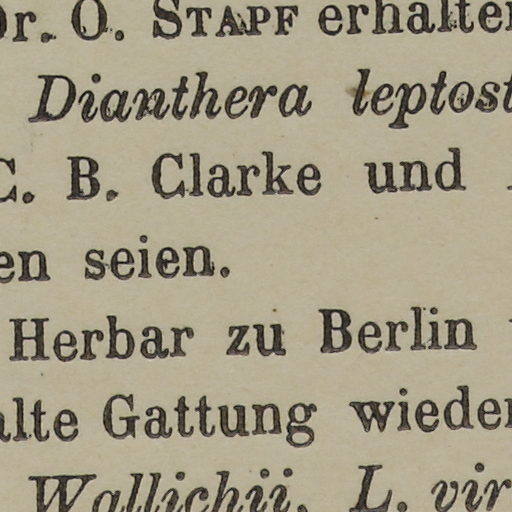 Dr. O. STAPF erhalten
Dianthera leptost
C. B. Clarke und
en seien.
Herbar zu Berlin
alte Gattung wieder
Wallichii, L. vir